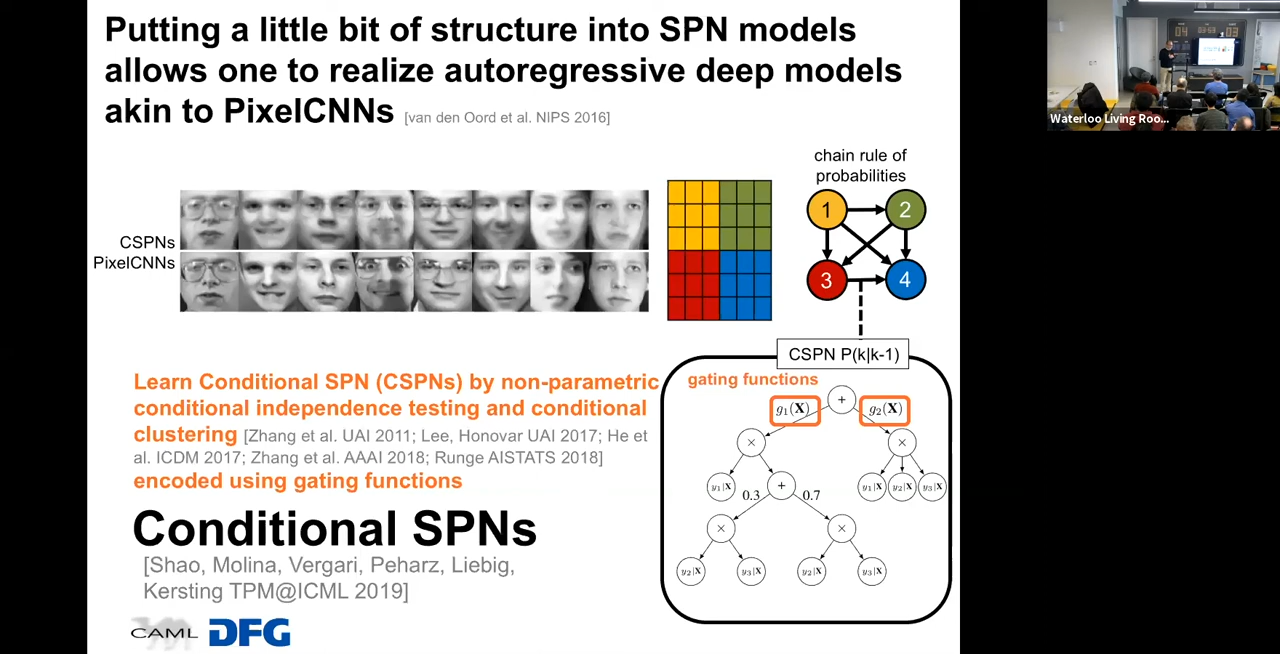 Putting a little bit of structure into SPN models
allows one to realize autoregressive deep models
akin to PixelCNNs [van den Oord et al. NIPS 2016]
Waterloo Living Roo...
chain rule of
probabilities
1
2
3
4
CSPNs
PixelCNNs
CSPN P(k|k-1)
Learn Conditional SPN (CSPNs) by non-parametric
conditional independence testing and conditional
clustering [Zhang et al. UAI 2011; Lee, Honovar UAI 2017; He et
al. ICDM 2017; Zhang et al. AAAI 2018; Runge AISTATS 2018]
encoded using gating functions
gating functions
g₁(X)
+
g₂(X)
×
×
y₁|X
+
y₁|X
y₂|X
y₃|X
0.3
0.7
×
×
y₂|X
y₃|X
y₂|X
y₃|X
Conditional SPNs
[Shao, Molina, Vergari, Peharz, Liebig,
Kersting TPM@ICML 2019]
CAML
DFG